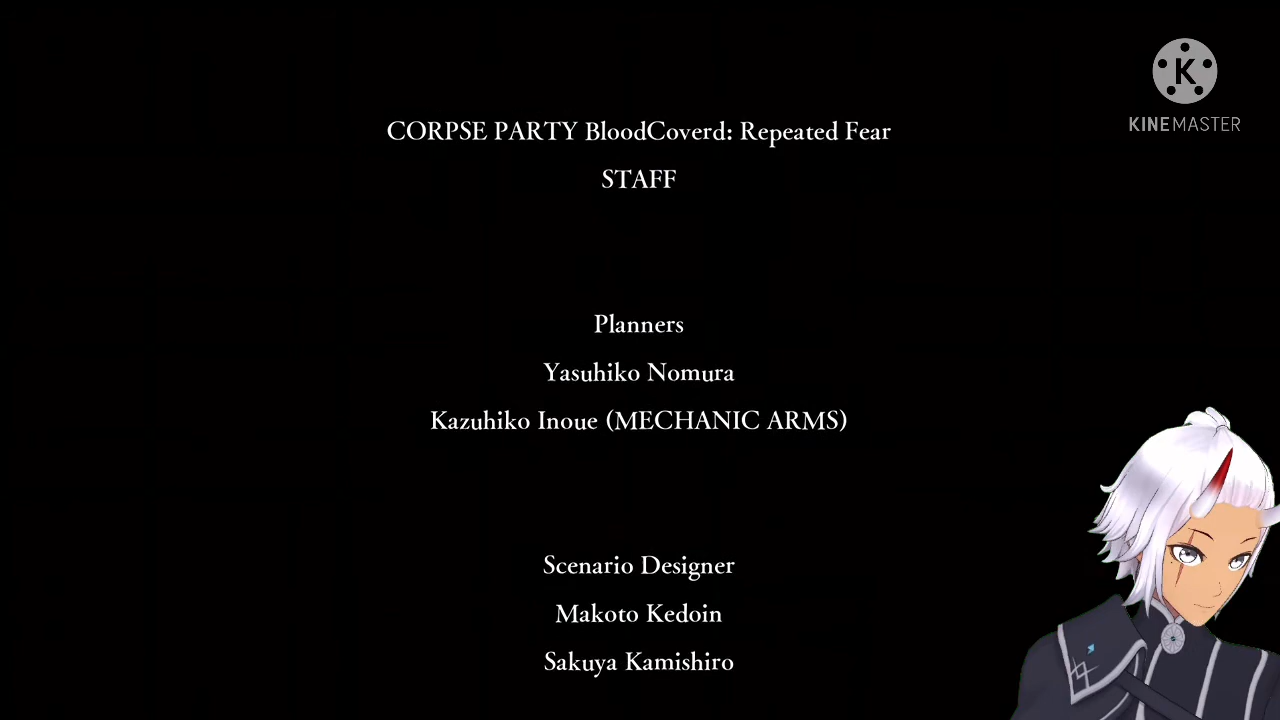 CORPSE PARTY BloodCoverd: Repeated Fear
STAFF
K
KINEMASTER
Planners
Yasuhiko Nomura
Kazuhiko Inoue (MECHANIC ARMS)
Scenario Designer
Makoto Kedoin
Sakuya Kamishiro